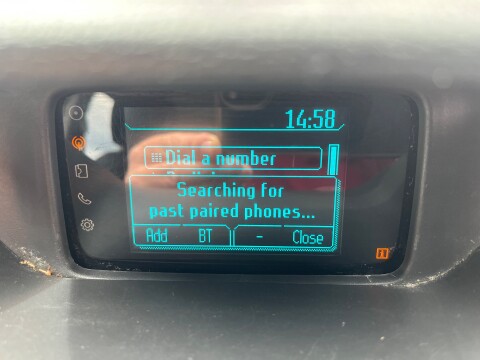 14:58
Dial a number
Searching for
past paired phones...
Add BT - Close